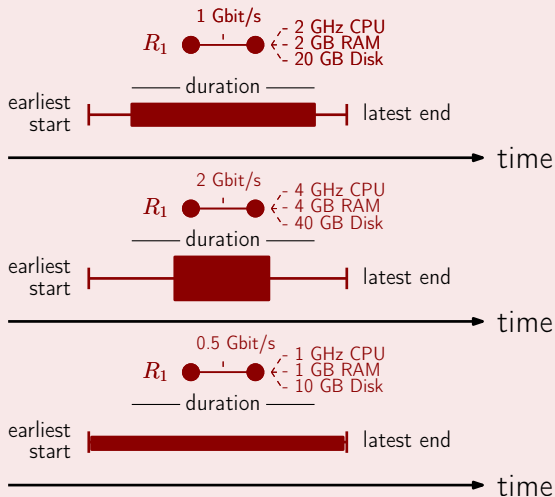 1 Gbit/s
R1
2 GHz CPU
2 GB RAM
20 GB Disk
duration
earliest
start
latest end
time
2 Gbit/s
R1
4 GHz CPU
4 GB RAM
40 GB Disk
duration
earliest
start
latest end
time
0.5 Gbit/s
R1
1 GHz CPU
1 GB RAM
10 GB Disk
duration
earliest
start
latest end
time